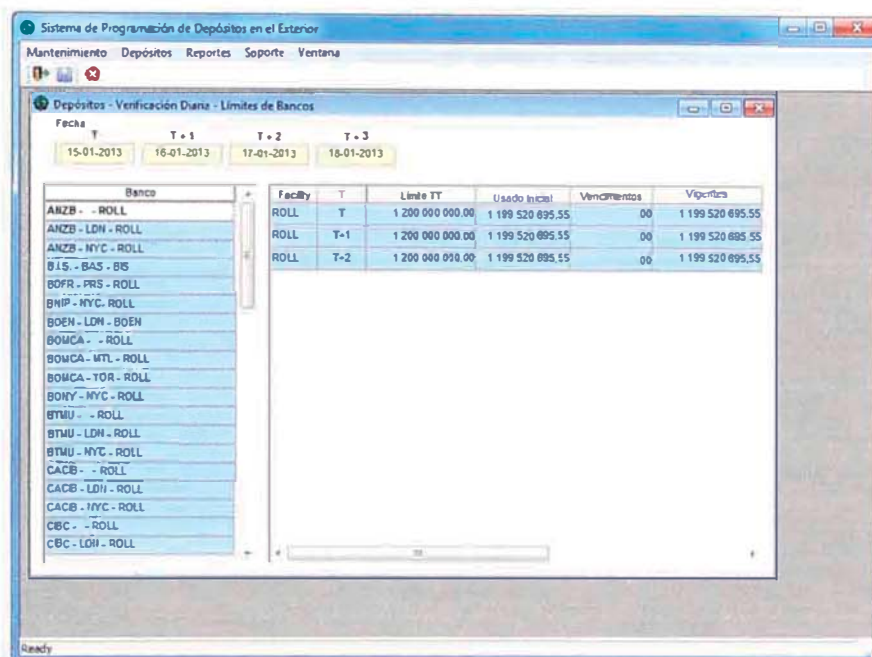 Sistema de Programación de Depósitos en el Exterior
Mantenimiento Depósitos Reportes Soporte Ventana
Depósitos - Verificación Diaria - Límites de Bancos
Fecha
T T + 1 T + 2 T + 3
15-01-2013 16-01-2013 17-01-2013 18-01-2013
Banco
ANZB - - ROLL
ANZB - LDN - ROLL
ANZB - NYC - ROLL
B.I.S. - BAS - BIS
BOFR - PRS - ROLL
BNIP - NYC - ROLL
BOEN - LDN - BOEN
BOMCA - - ROLL
BOMCA - MTL - ROLL
BOMCA - TOR - ROLL
BONY - NYC - ROLL
BTMU - - ROLL
BTMU - LDN - ROLL
BTMU - NYC - ROLL
CACB - - ROLL
CACB - LDN - ROLL
CACB - NYC - ROLL
CBC - - ROLL
CBC - LDN - ROLL
Facility T Límite TT Usado Inicial Vencimientos Vigentes
ROLL T 1 200 000 000.00 1 199 520 695.55 00 1 199 520 695.55
ROLL T+1 1 200 000 000.00 1 199 520 695.55 00 1 199 520 695.55
ROLL T+2 1 200 000 000.00 1 199 520 695.55 00 1 199 520 695.55
Ready